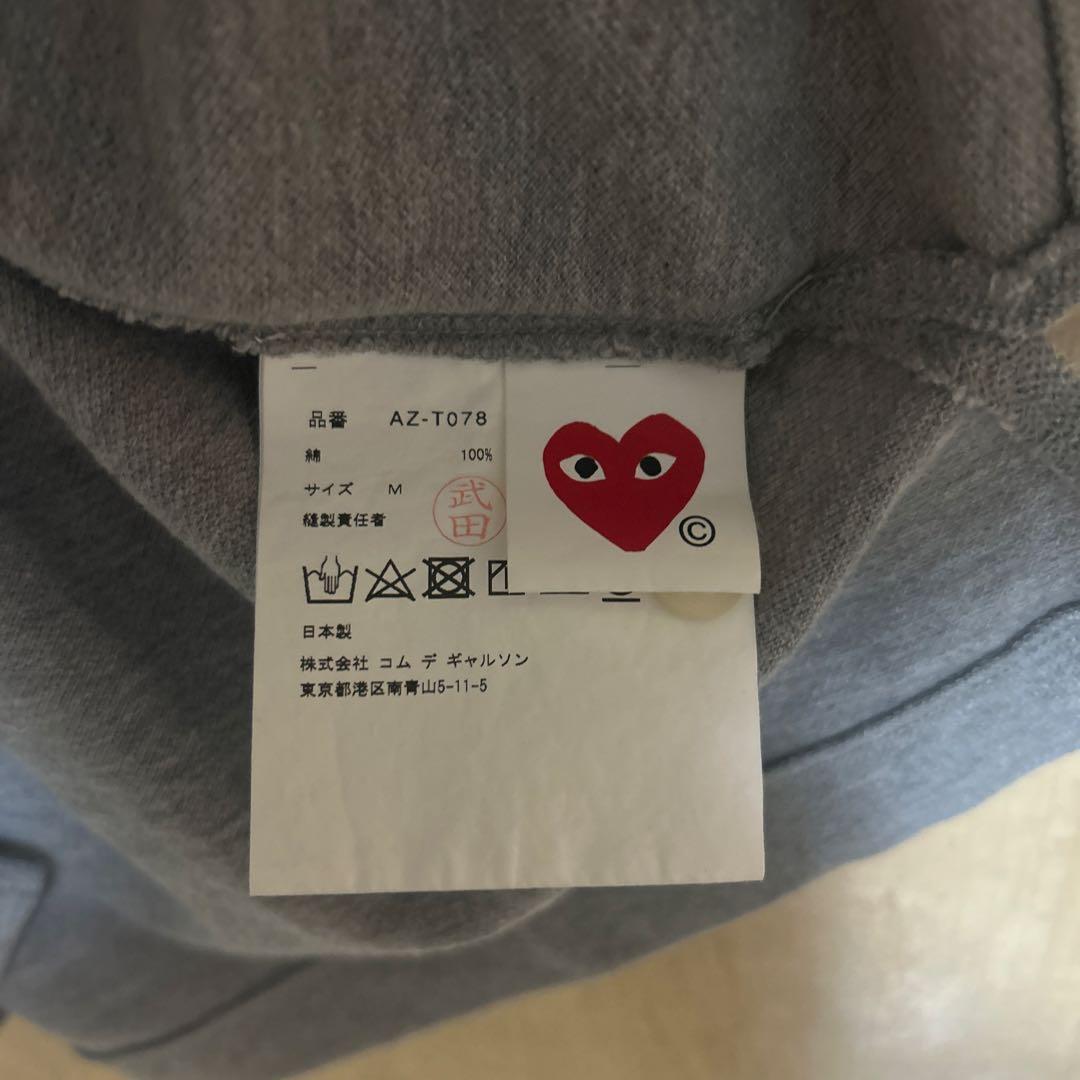 品番 AZ-T078
綿 100%
サイズ M
縫製責任者
武田
©
日本製
株式会社 コム デ ギャルソン
東京都港区南青山5-11-5